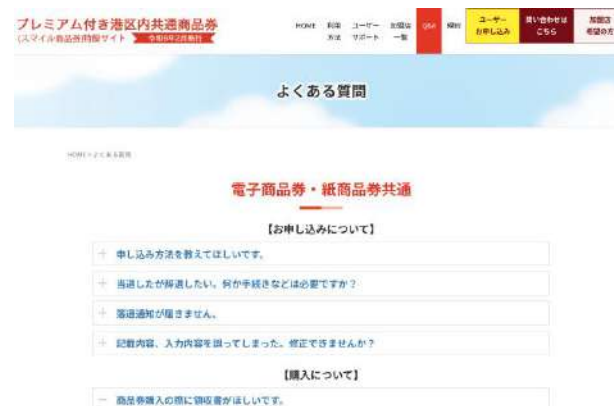 プレミアム付き港区内共通商品券
(スマイル商品券)情報サイト 令和6年2月発行
HOME 利用方法 ユーザーサポート 加盟店一覧 Q&A 規約 ユーザーお申し込み 問い合わせはこちら 加盟店希望の方
よくある質問
HOME > よくある質問
電子商品券・紙商品券共通
【お申し込みについて】
申し込み方法を教えてほしいです。
当選したが辞退したい。何か手続きなどは必要ですか？
落選通知が届きません。
記載内容、入力内容を誤ってしまった。修正できませんか？
【購入について】
商品券購入の際に領収書がほしいです。